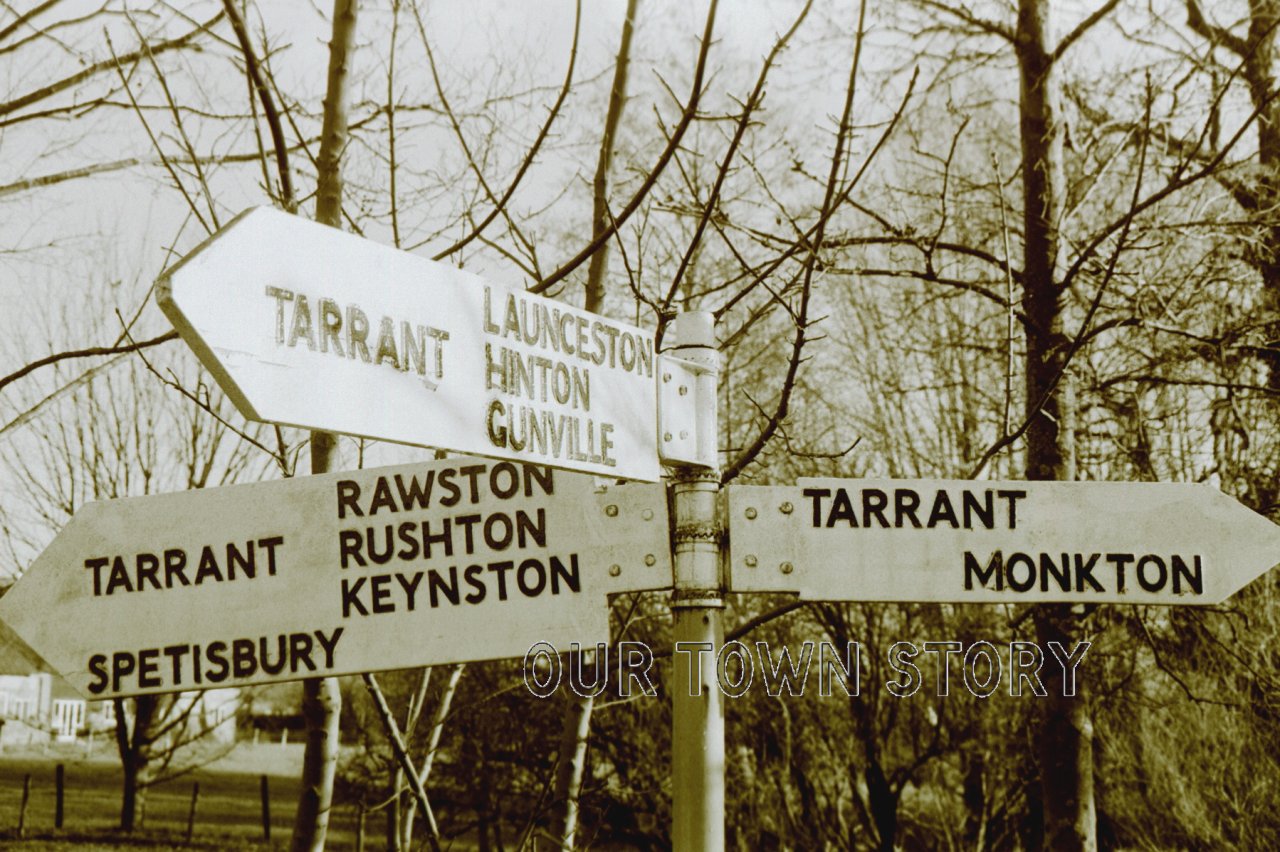 TARRANT LAUNCESTON
HINTON
GUNVILLE
TARRANT RAWSTON
RUSHTON
KEYNSTON
SPETISBURY
TARRANT
MONKTON
OUR TOWN STORY